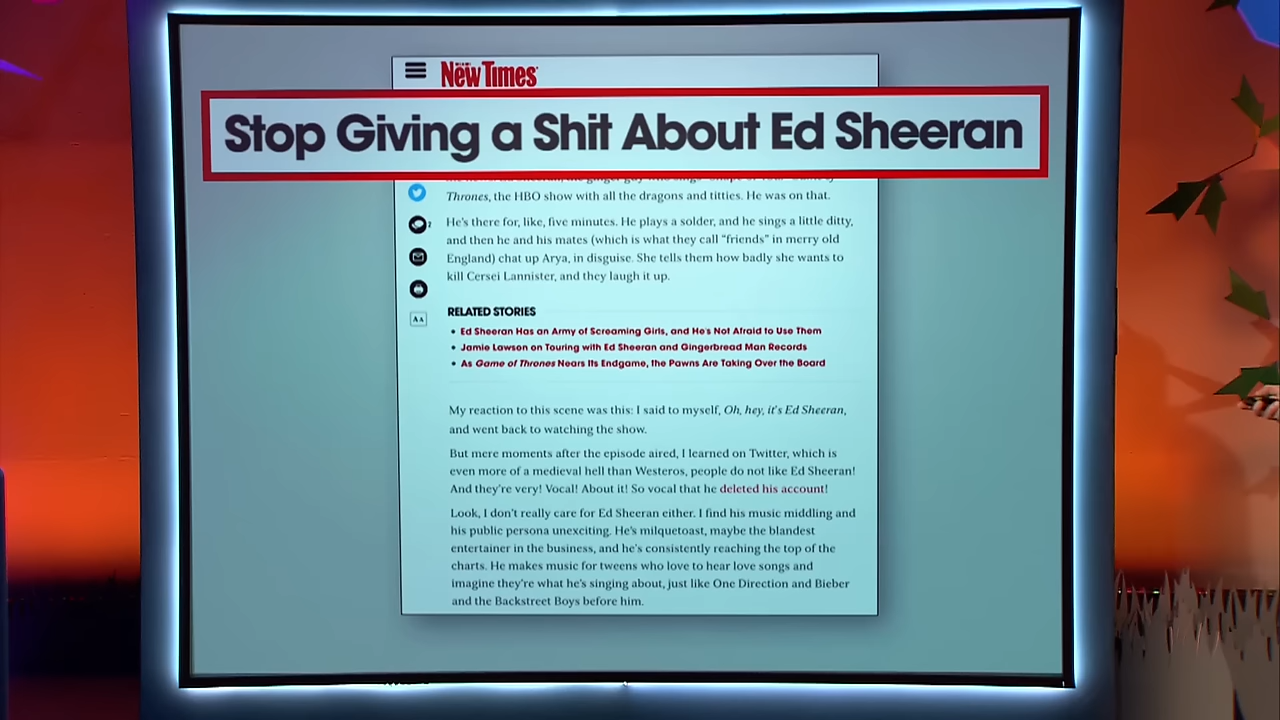 New Times
Stop Giving a Shit About Ed Sheeran
Thrones, the HBO show with all the dragons and titties. He was on that.
2
He's there for, like, five minutes. He plays a solder, and he sings a little ditty,
and then he and his mates (which is what they call "friends" in merry old
England) chat up Arya, in disguise. She tells them how badly she wants to
kill Cersei Lannister, and they laugh it up.
RELATED STORIES
AA
• Ed Sheeran Has an Army of Screaming Girls, and He's Not Afraid to Use Them
• Jamie Lawson on Touring with Ed Sheeran and Gingerbread Man Records
• As Game of Thrones Nears Its Endgame, the Pawns Are Taking Over the Board
My reaction to this scene was this: I said to myself, Oh, hey, it's Ed Sheeran,
and went back to watching the show.
But mere moments after the episode aired, I learned on Twitter, which is
even more of a medieval hell than Westeros, people do not like Ed Sheeran!
And they're very! Vocal! About it! So vocal that he deleted his account!
Look, I don't really care for Ed Sheeran either. I find his music middling and
his public persona unexciting. He's milquetoast, maybe the blandest
entertainer in the business, and he's consistently reaching the top of the
charts. He makes music for tweens who love to hear love songs and
imagine they're what he's singing about, just like One Direction and Bieber
and the Backstreet Boys before him.